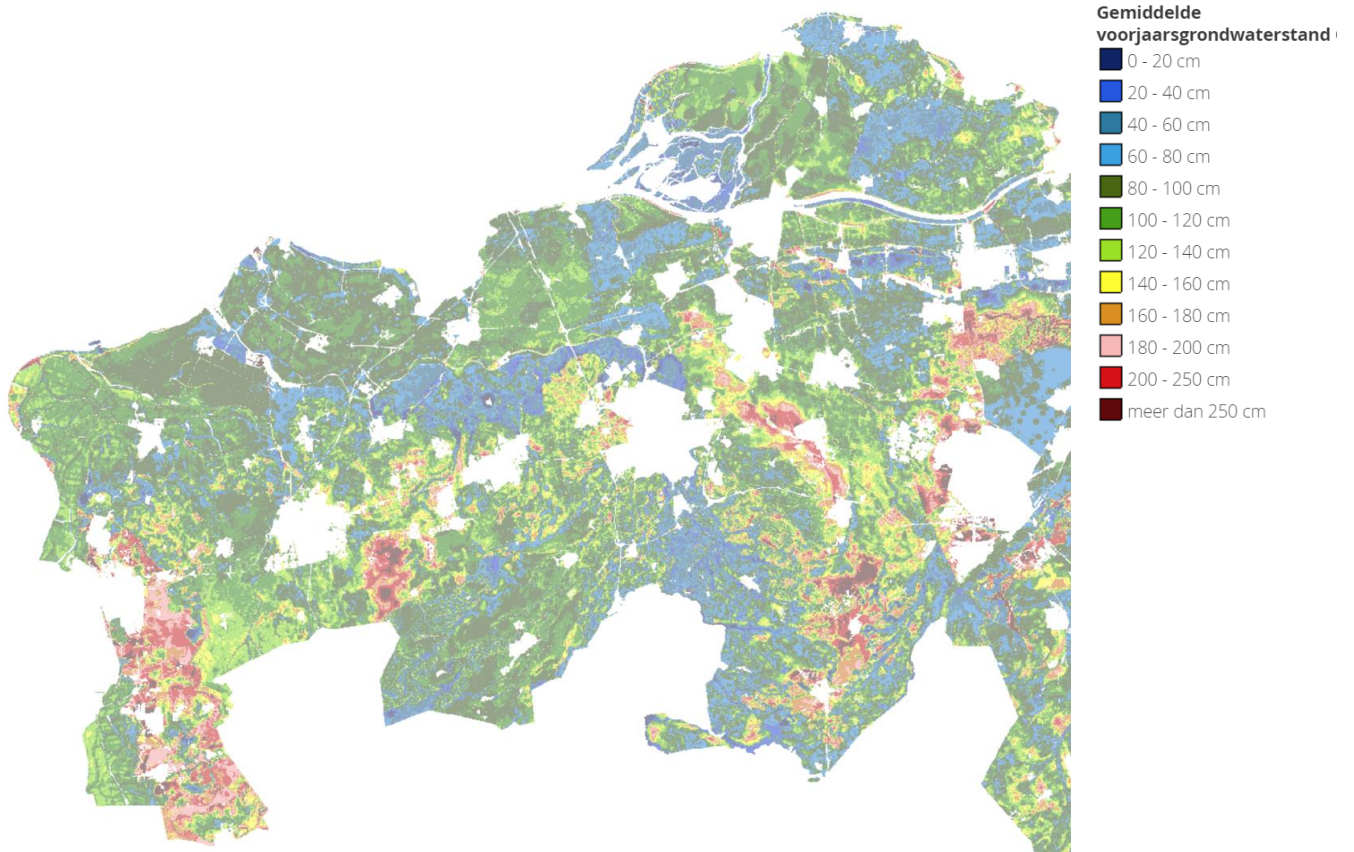 Gemiddelde
voorjaarsgrondwaterstand
0 - 20 cm
20 - 40 cm
40 - 60 cm
60 - 80 cm
80 - 100 cm
100 - 120 cm
120 - 140 cm
140 - 160 cm
160 - 180 cm
180 - 200 cm
200 - 250 cm
meer dan 250 cm